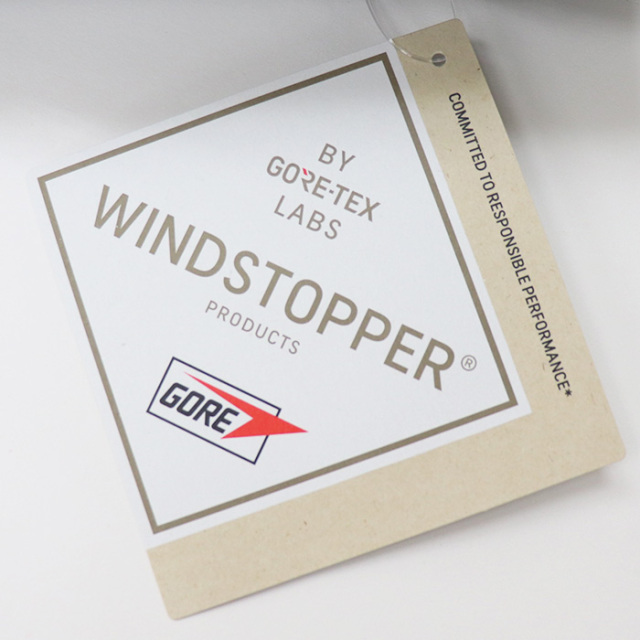 BY
GORE-TEX
LABS
WINDSTOPPER®
PRODUCTS
GORE
COMMITTED TO RESPONSIBLE PERFORMANCE*